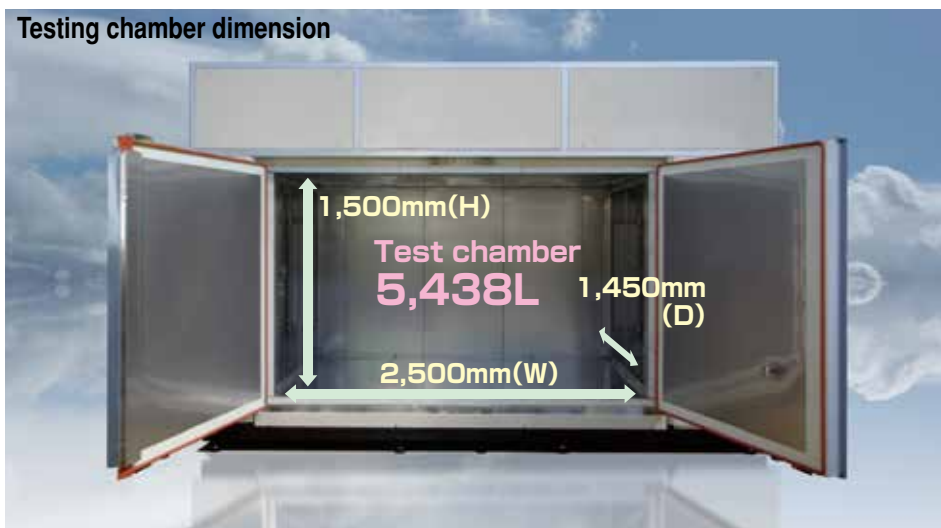 Testing chamber dimension
1,500mm(H)
Test chamber
5,438L
1,450mm
(D)
2,500mm(W)